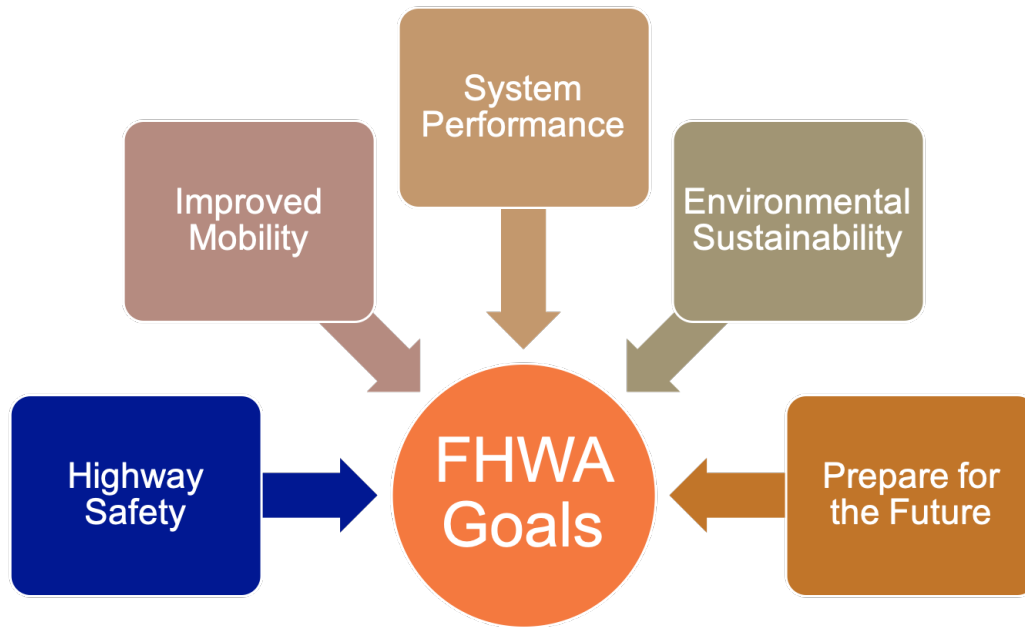 System
Performance
Improved
Mobility
Environmental
Sustainability
Highway
Safety
FHWA
Goals
Prepare for
the Future